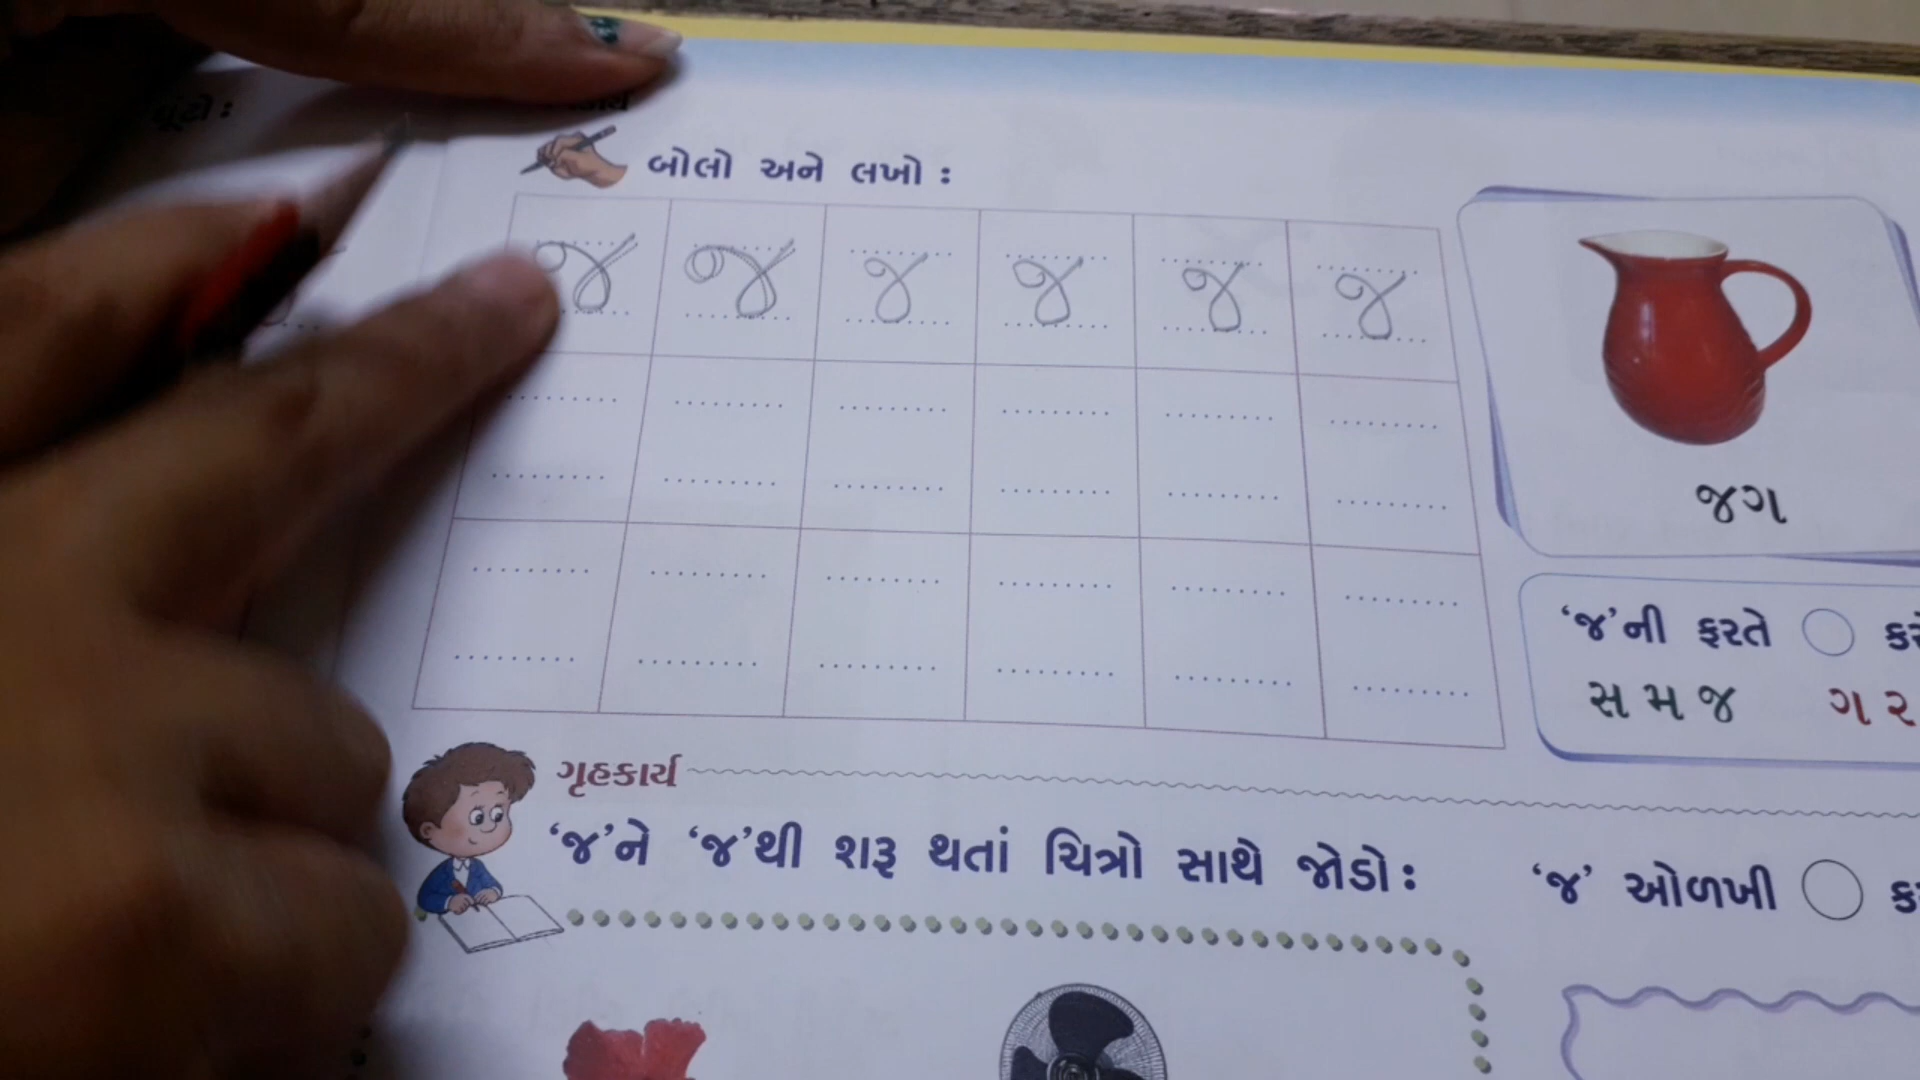 બોલો અને લખો :
જ જ જ જ જ જ
જગ
‘જ’ની ફરતે
સ મ જ ગ ર
ગૃહકાર્ય
‘જ’ને ‘જ’થી શરૂ થતાં ચિત્રો સાથે જોડો :
‘જ’ ઓળખી